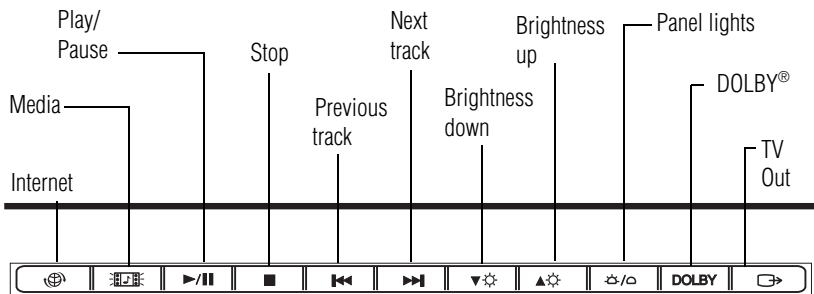 Play/
Pause
Stop
Next
track
Brightness
up
Panel lights
DOLBY®
Media
Previous
track
Brightness
down
TV
Out
Internet
DOLBY